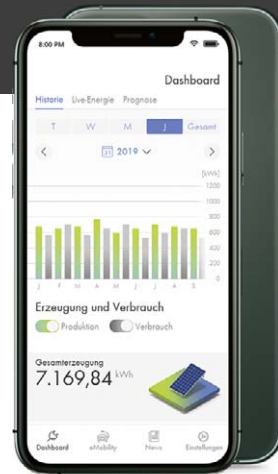 8:00 PM
Dashboard
Historie Live-Energie Prognose
T W M J Gesamt
31 2019
[kWh]
1200
1000
800
600
400
200
0
J F M A M J J A S
Erzeugung und Verbrauch
Produktion Verbrauch
Gesamterzeugung
7.169,84 kWh
Dashboard eMobility News Einstellungen